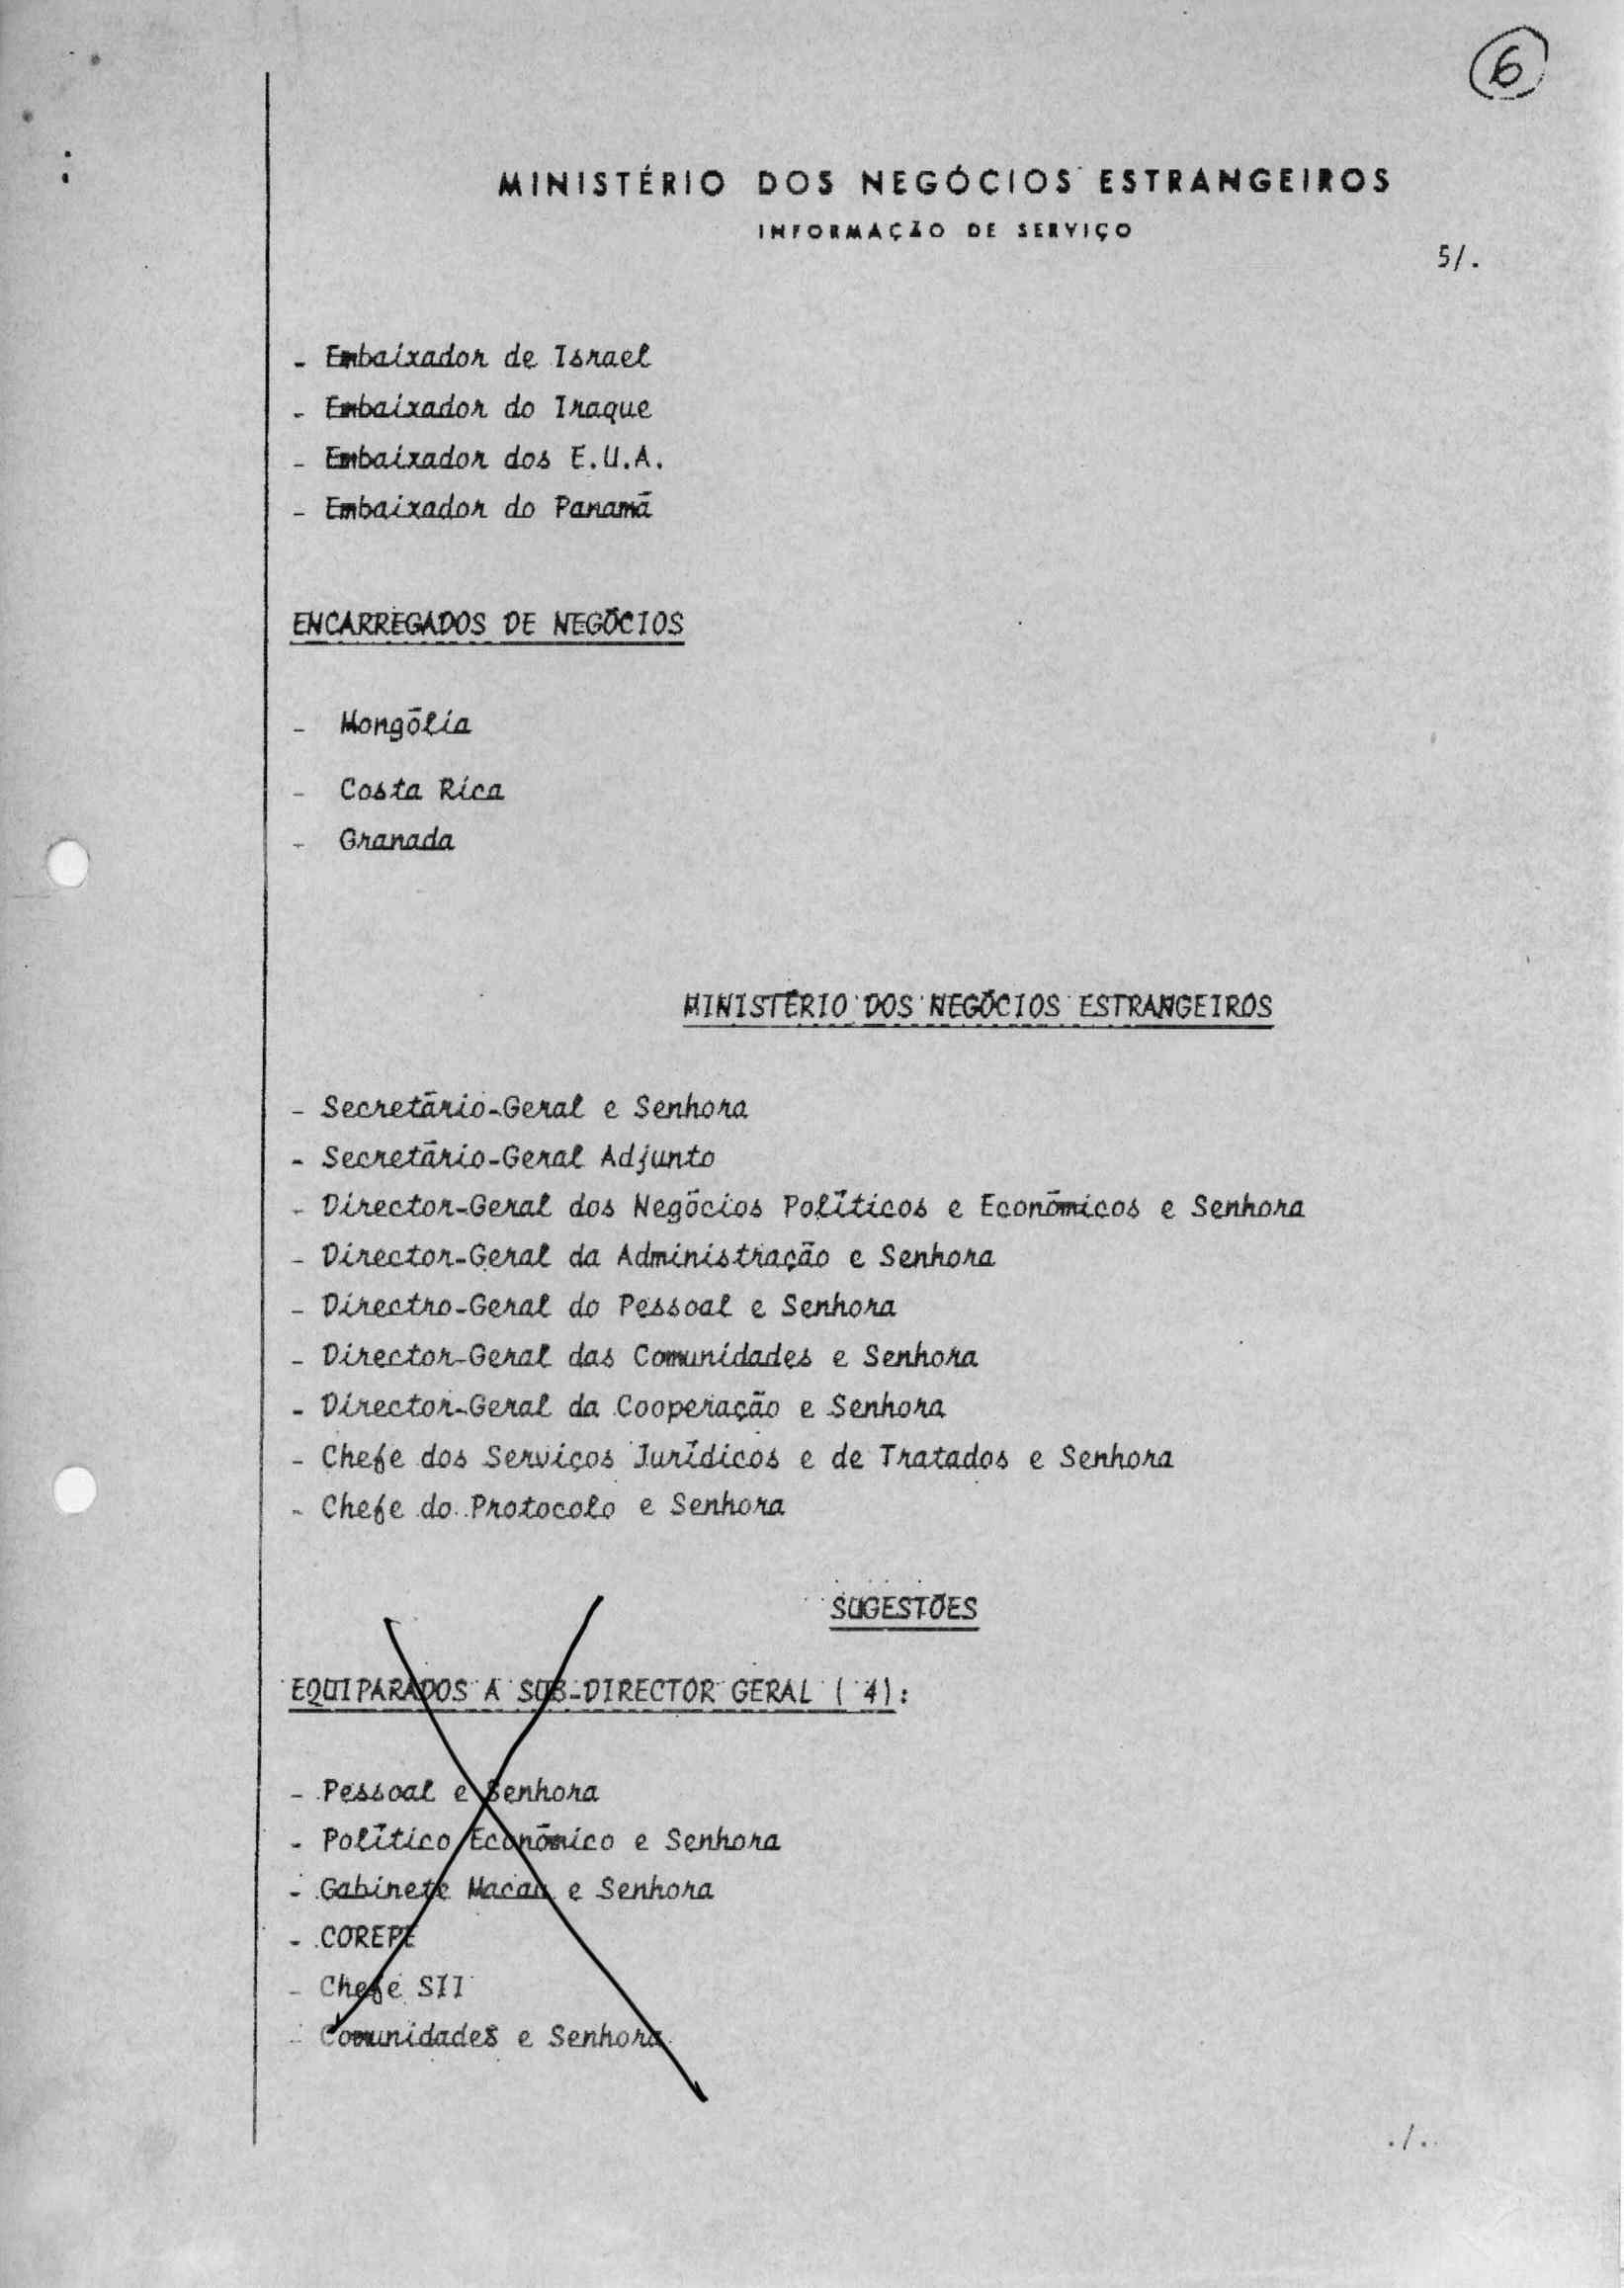 6
MINISTÉRIO DOS NEGÓCIOS ESTRANGEIROS
INFORMAÇÃO DE SERVIÇO
5/.
- Embaixador de Israel
- Embaixador do Iraque
- Embaixador dos E.U.A.
- Embaixador do Panamá
ENCARREGADOS DE NEGÓCIOS
- Mongólia
- Costa Rica
- Granada
MINISTÉRIO DOS NEGÓCIOS ESTRANGEIROS
- Secretário-Geral e Senhora
- Secretário-Geral Adjunto
- Director-Geral dos Negócios Políticos e Económicos e Senhora
- Director-Geral da Administração e Senhora
- Directro-Geral do Pessoal e Senhora
- Director-Geral das Comunidades e Senhora
- Director-Geral da Cooperação e Senhora
- Chefe dos Serviços Jurídicos e de Tratados e Senhora
- Chefe do Protocolo e Senhora
SUGESTÕES
EQUIPARADOS A SUB-DIRECTOR GERAL ( 4):
- Pessoal e Senhora
- Político Económico e Senhora
- Gabinete Macau e Senhora
- COREPE
- Chefe SII
- Comunidades e Senhora
./.